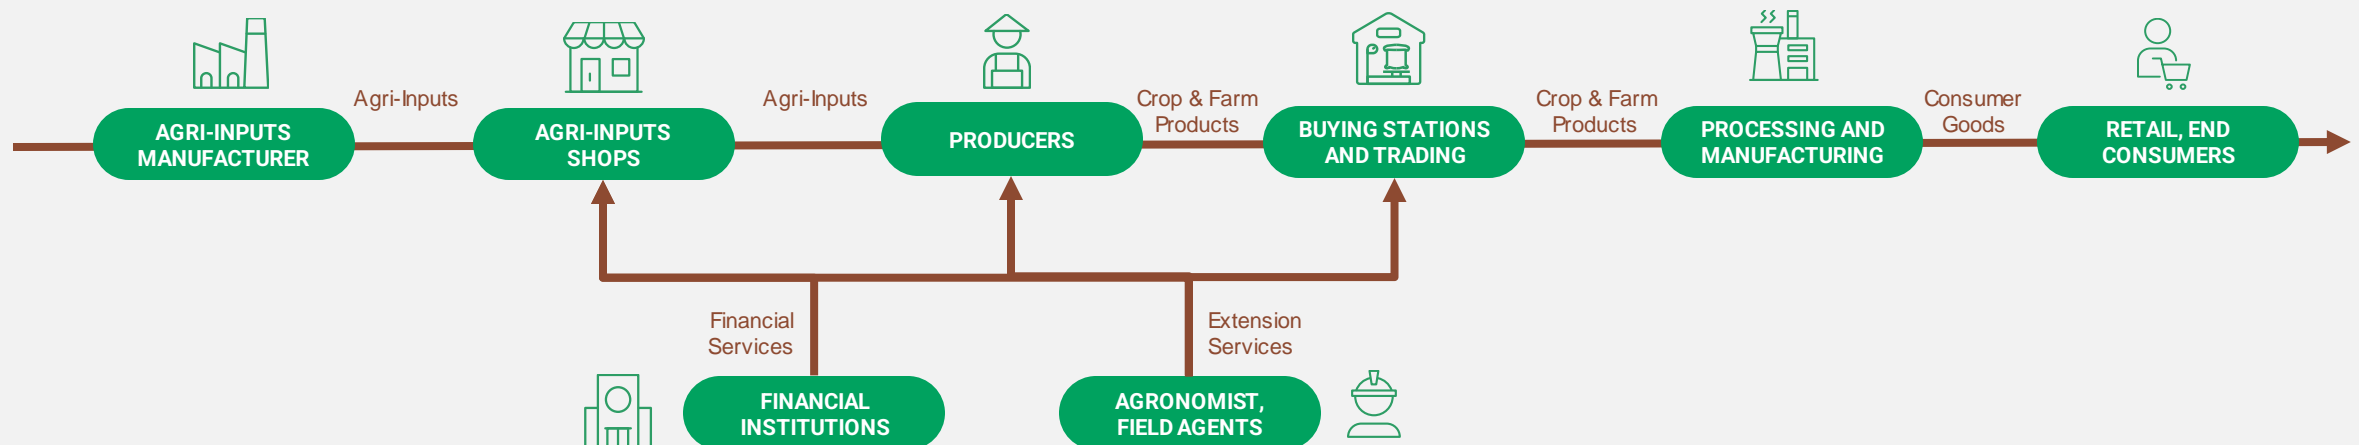 Agri-Inputs
Agri-Inputs
Crop & Farm
Products
Crop & Farm
Products
Consumer
Goods
AGRI-INPUTS
MANUFACTURER
AGRI-INPUTS
SHOPS
PRODUCERS
BUYING STATIONS
AND TRADING
PROCESSING AND
MANUFACTURING
RETAIL, END
CONSUMERS
Financial
Services
Extension
Services
FINANCIAL
INSTITUTIONS
AGRONOMIST,
FIELD AGENTS